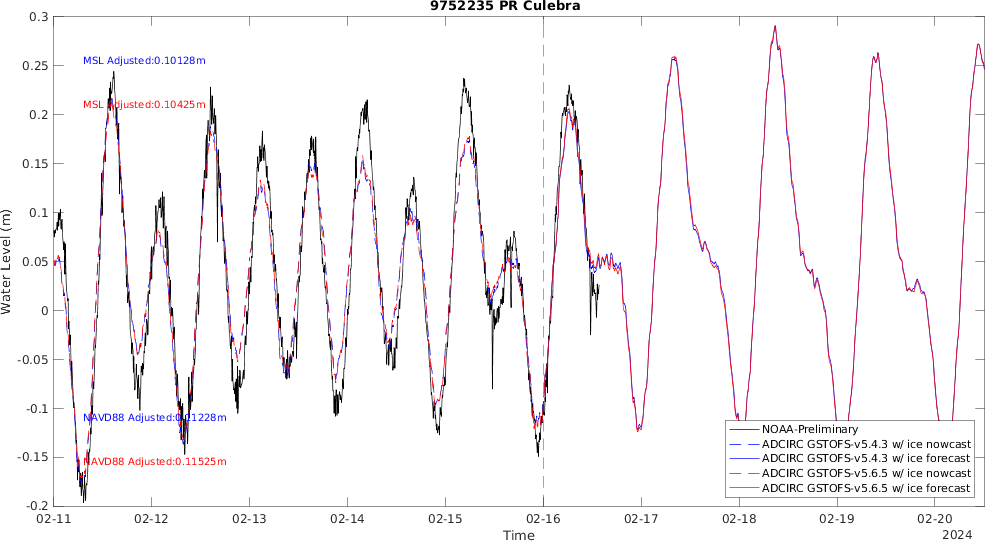 9752235 PR Culebra
0.3
0.25
0.2
0.15
0.1
0.05
0
-0.05
-0.1
-0.15
-0.2
Water Level (m)
MSL Adjusted:0.10128m
MSL Adjusted:0.10425m
NAVD88 Adjusted:0.11228m
NAVD88 Adjusted:0.11525m
NOAA-Preliminary
ADCIRC GSTOFS-v5.4.3 w/ ice nowcast
ADCIRC GSTOFS-v5.4.3 w/ ice forecast
ADCIRC GSTOFS-v5.6.5 w/ ice nowcast
ADCIRC GSTOFS-v5.6.5 w/ ice forecast
02-11 02-12 02-13 02-14 02-15 02-16 02-17 02-18 02-19 02-20
Time
2024